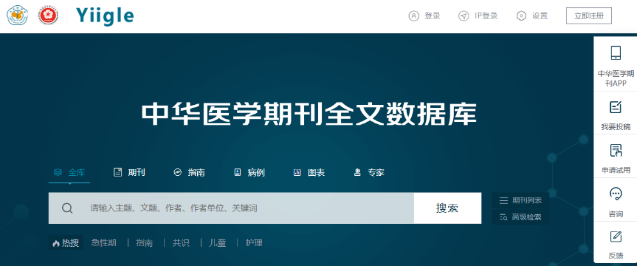 Yiigle
登录
IP登录
设置
立即注册
中华医学期刊全文数据库
全库
期刊
指南
病例
图表
专家
请输入主题、文题、作者、作者单位、关键词
搜索
期刊列表
高级检索
热搜 急性期 | 指南 | 共识 | 儿童 | 护理
中华医学期
刊APP
我要投稿
申请试用
咨询
反馈